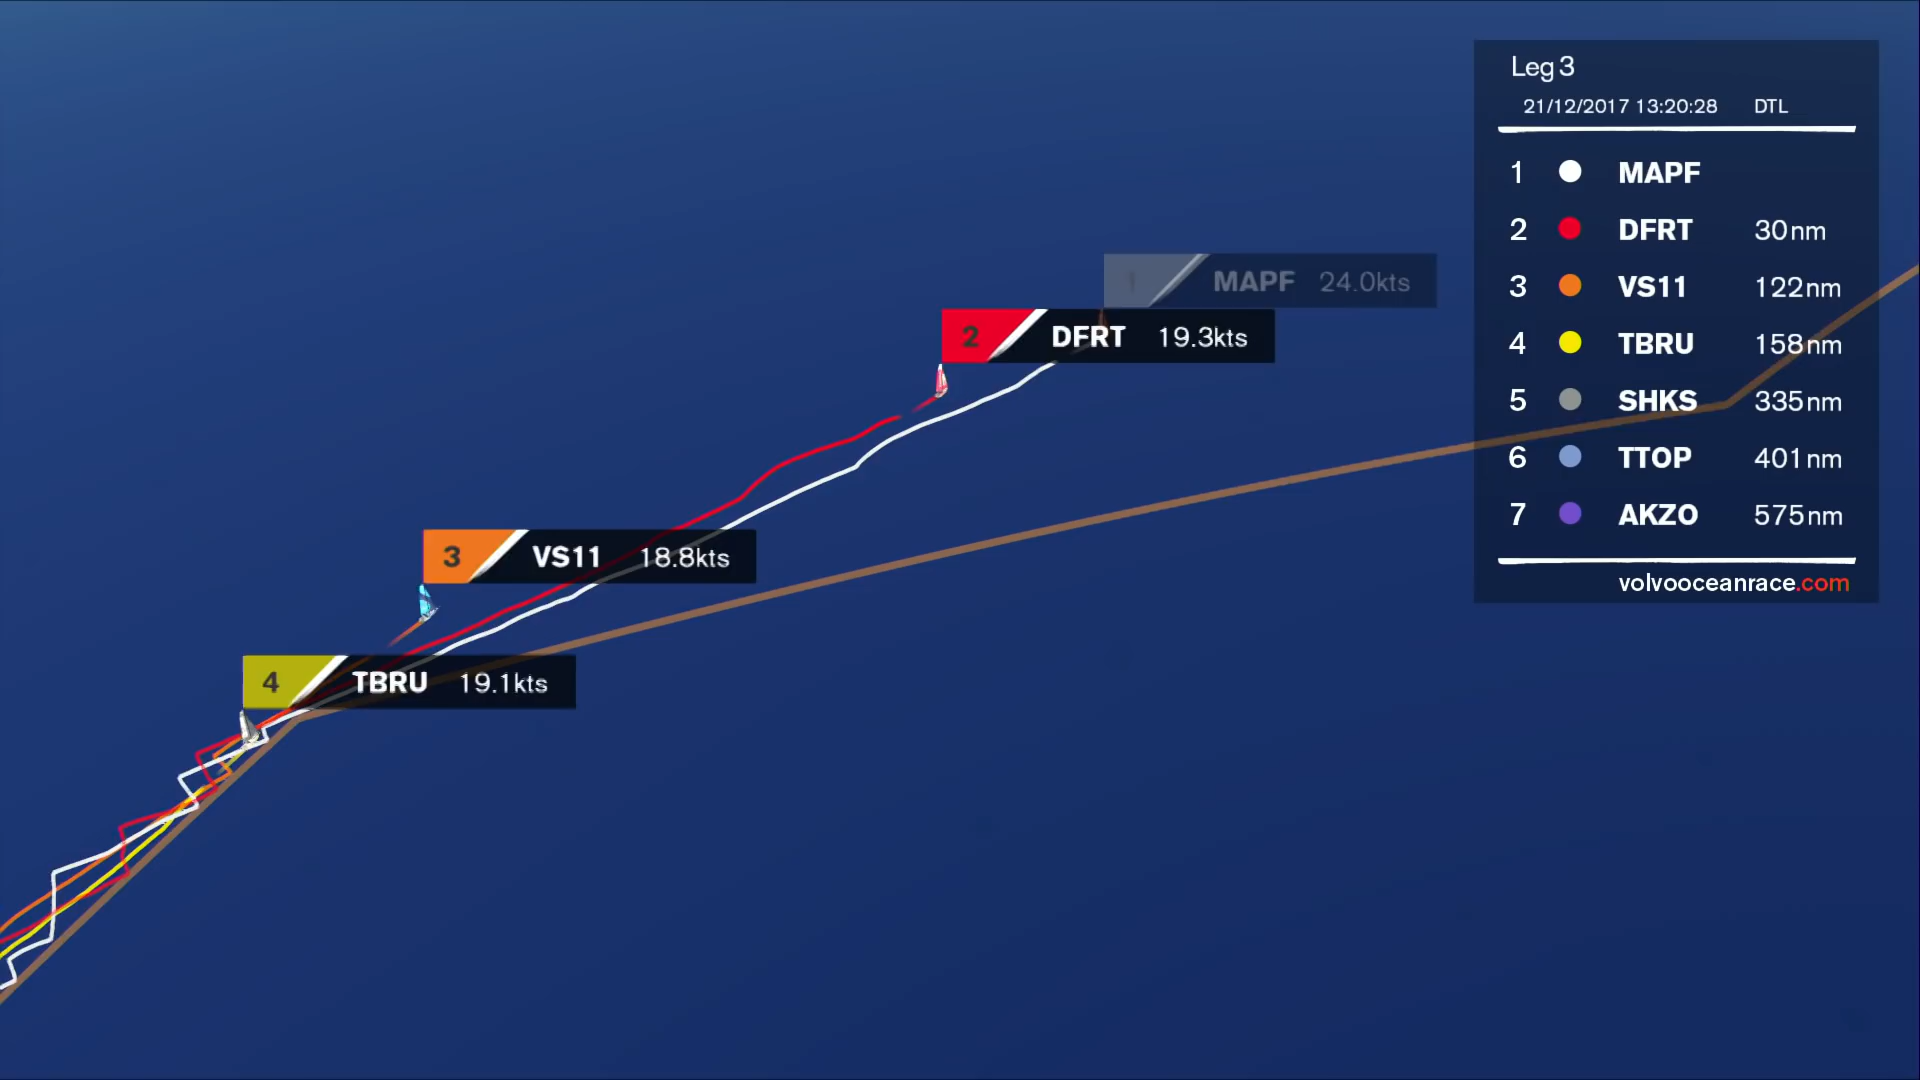 Leg 3
21/12/2017 13:20:28 DTL
1 MAPF
2 DFRT 30nm
3 VS11 122nm
4 TBRU 158nm
5 SHKS 335nm
6 TTOP 401nm
7 AKZO 575nm
volvooceanrace.com
1 MAPF 24.0kts
2 DFRT 19.3kts
3 VS11 18.8kts
4 TBRU 19.1kts